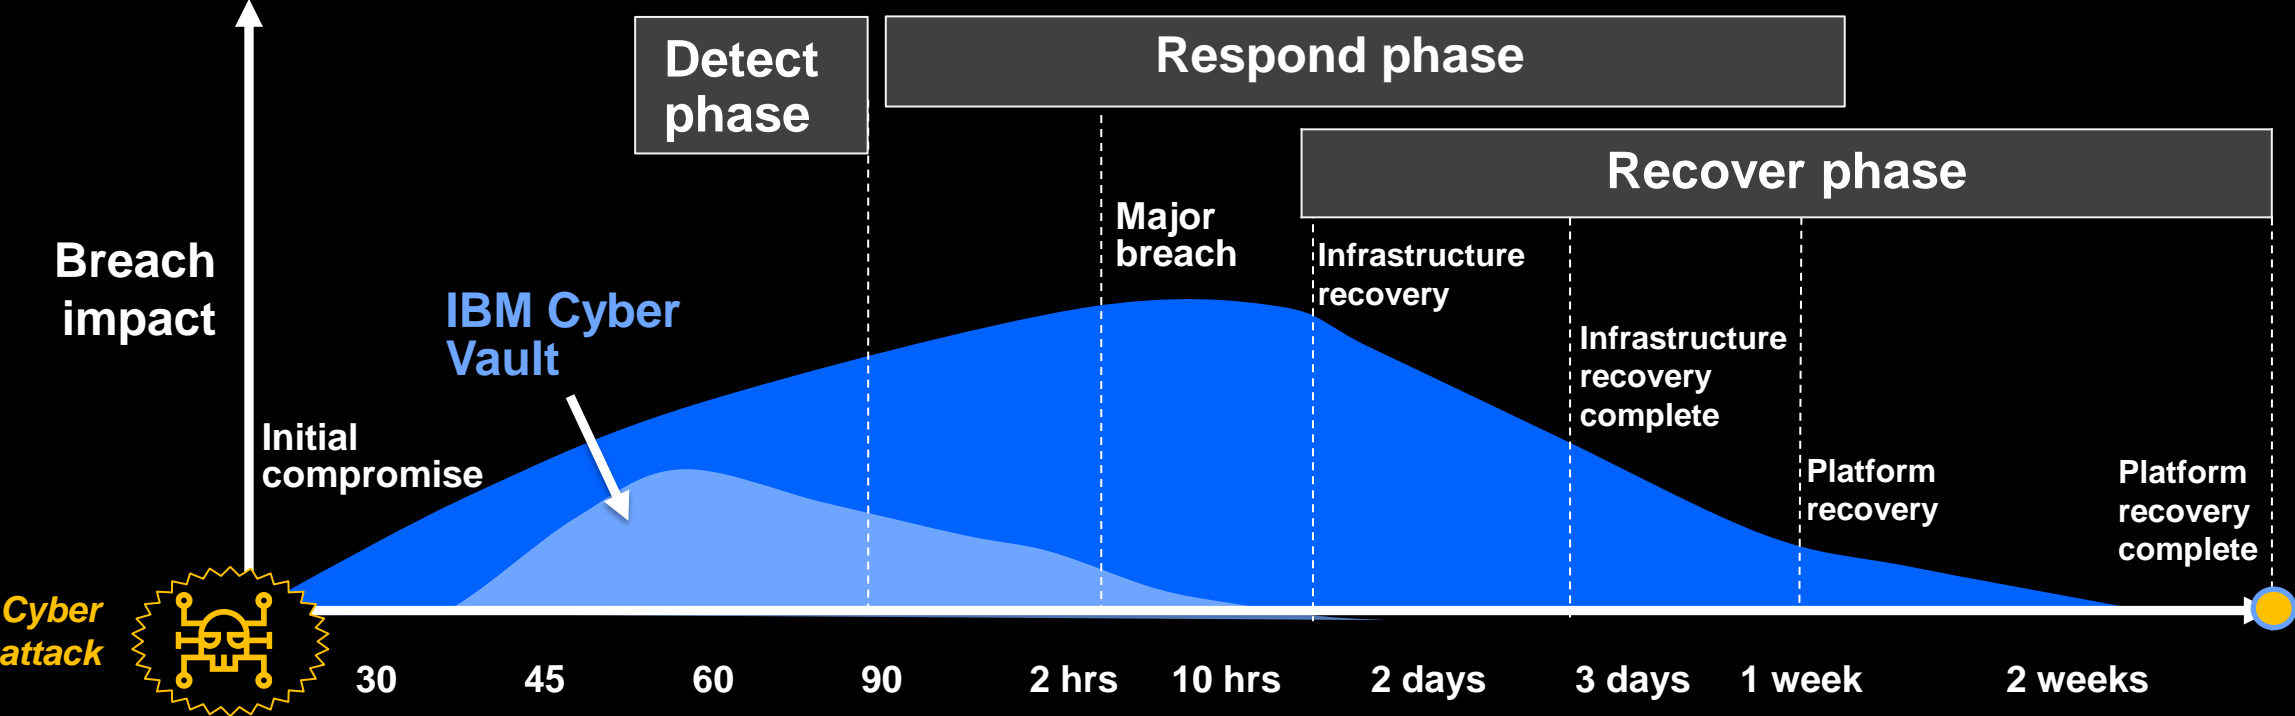 Detect
phase
Respond phase
Recover phase
Breach
impact
IBM Cyber
Vault
Initial
compromise
Major
breach
Infrastructure
recovery
Infrastructure
recovery
complete
Platform
recovery
Platform
recovery
complete
Cyber
attack
30 45 60 90 2 hrs 10 hrs 2 days 3 days 1 week 2 weeks